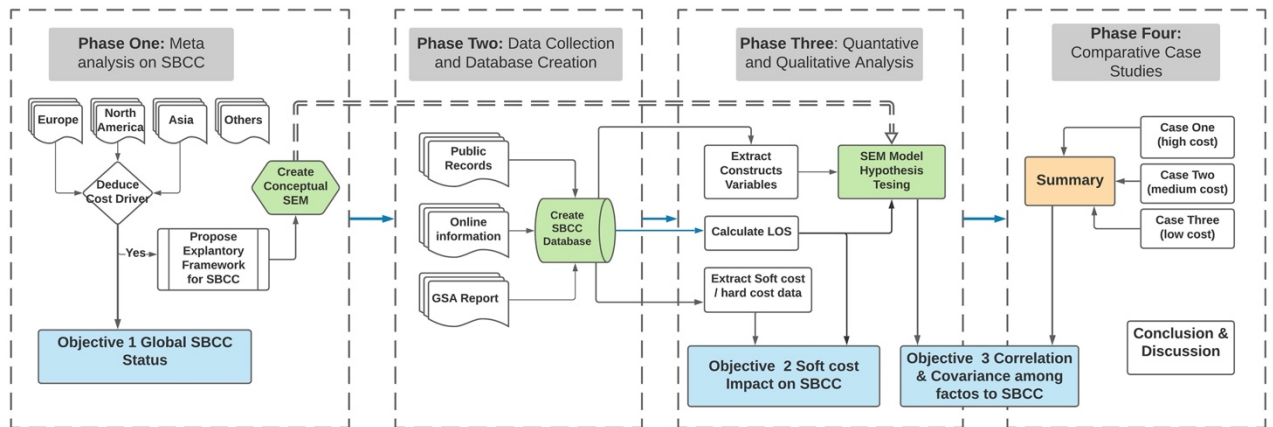 Phase One: Meta
analysis on SBCC
Europe
North
America
Asia
Others
Deduce
Cost Driver
Yes
Propose
Explantory
Framework
for SBCC
Create
Conceptual
SEM
Objective 1 Global SBCC
Status
Phase Two: Data Collection
and Database Creation
Public
Records
Online
information
GSA Report
Create
SBCC
Database
Phase Three: Quantative
and Qualitative Analysis
Extract
Constructs
Variables
SEM Model
Hypothesis
Tesing
Calculate LOS
Extract Soft cost
/ hard cost data
Objective 2 Soft cost
Impact on SBCC
Objective 3 Correlation
& Covariance among
factos to SBCC
Phase Four:
Comparative Case
Studies
Case One
(high cost)
Summary
Case Two
(medium cost)
Case Three
(low cost)
Conclusion &
Discussion